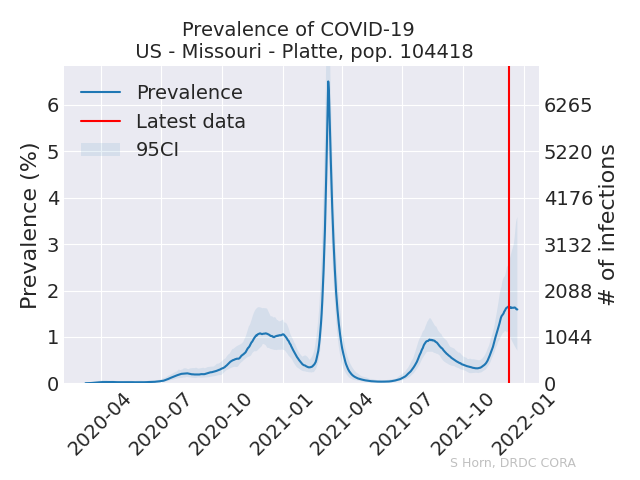 Prevalence of COVID-19
US - Missouri - Platte, pop. 104418
Prevalence
Latest data
95CI
Prevalence (%)
6
5
4
3
2
1
0
6265
5220
4176
3132
2088
1044
0
# of infections
2020-04
2020-07
2020-10
2021-01
2021-04
2021-07
2021-10
2022-01
S Horn, DRDC CORA